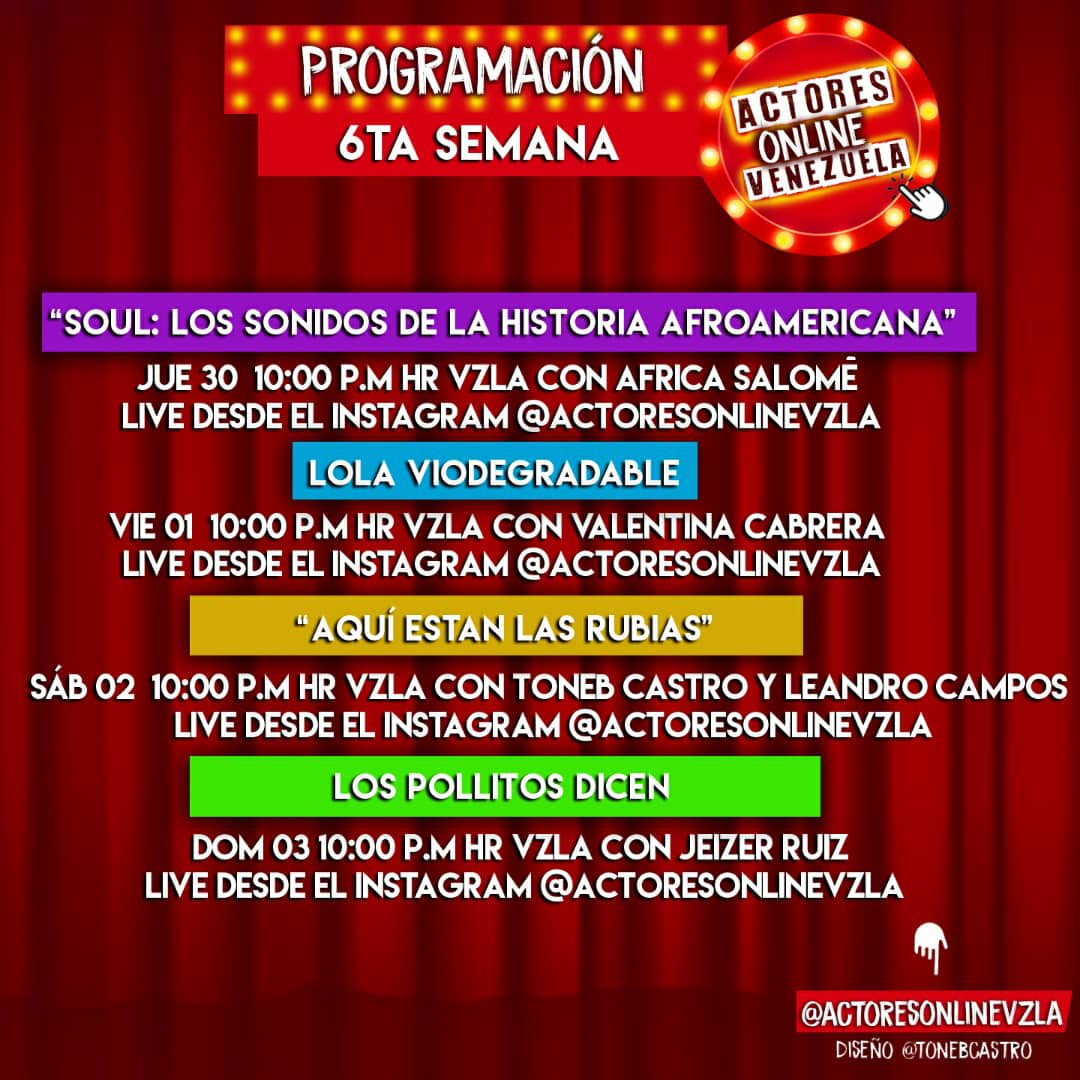 PROGRAMACIÓN
6TA SEMANA
ACTORES
ONLINE
VENEZUELA
“SOUL: LOS SONIDOS DE LA HISTORIA AFROAMERICANA”
JUE 30 10:00 P.M HR VZLA CON AFRICA SALOMÉ
LIVE DESDE EL INSTAGRAM @ACTORESONLINEVZLA
LOLA VIODEGRADABLE
VIE 01 10:00 P.M HR VZLA CON VALENTINA CABRERA
LIVE DESDE EL INSTAGRAM @ACTORESONLINEVZLA
“AQUÍ ESTAN LAS RUBIAS”
SÁB 02 10:00 P.M HR VZLA CON TONEB CASTRO Y LEANDRO CAMPOS
LIVE DESDE EL INSTAGRAM @ACTORESONLINEVZLA
LOS POLLITOS DICEN
DOM 03 10:00 P.M HR VZLA CON JEIZER RUIZ
LIVE DESDE EL INSTAGRAM @ACTORESONLINEVZLA
@ACTORESONLINEVZLA
DISEÑO @TONEBCASTRO